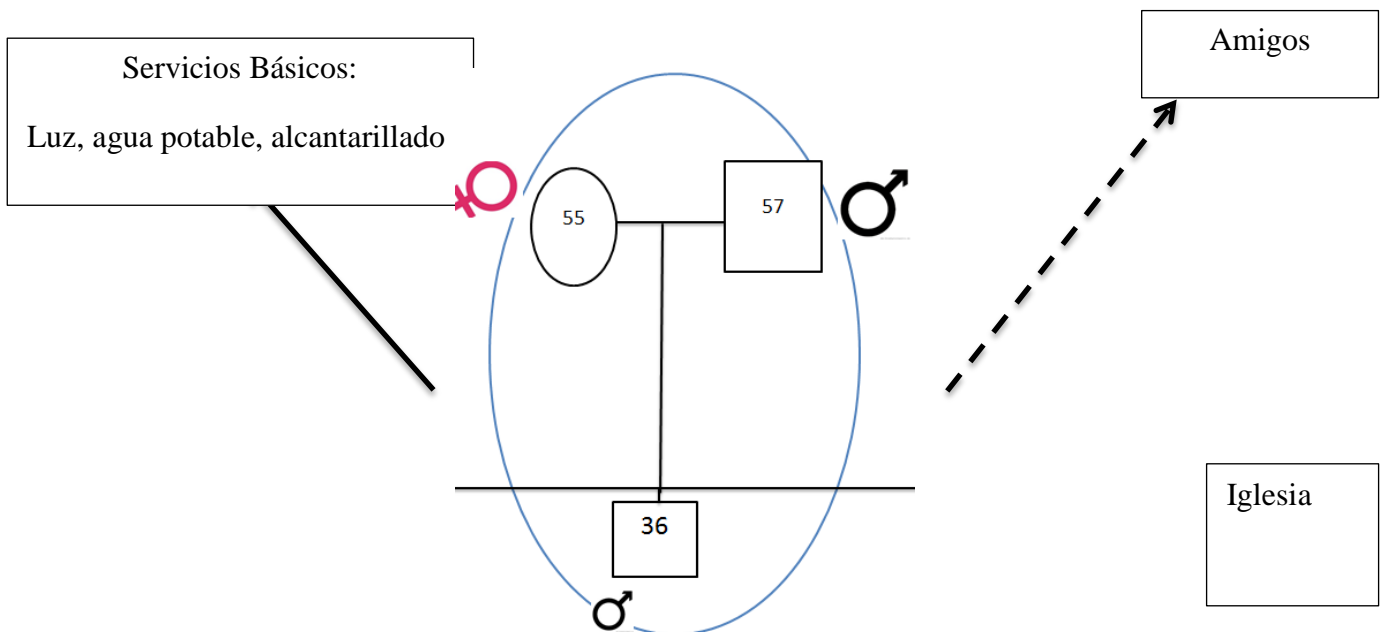 Servicios Básicos:
Luz, agua potable, alcantarillado
Amigos
55
57
36
Iglesia